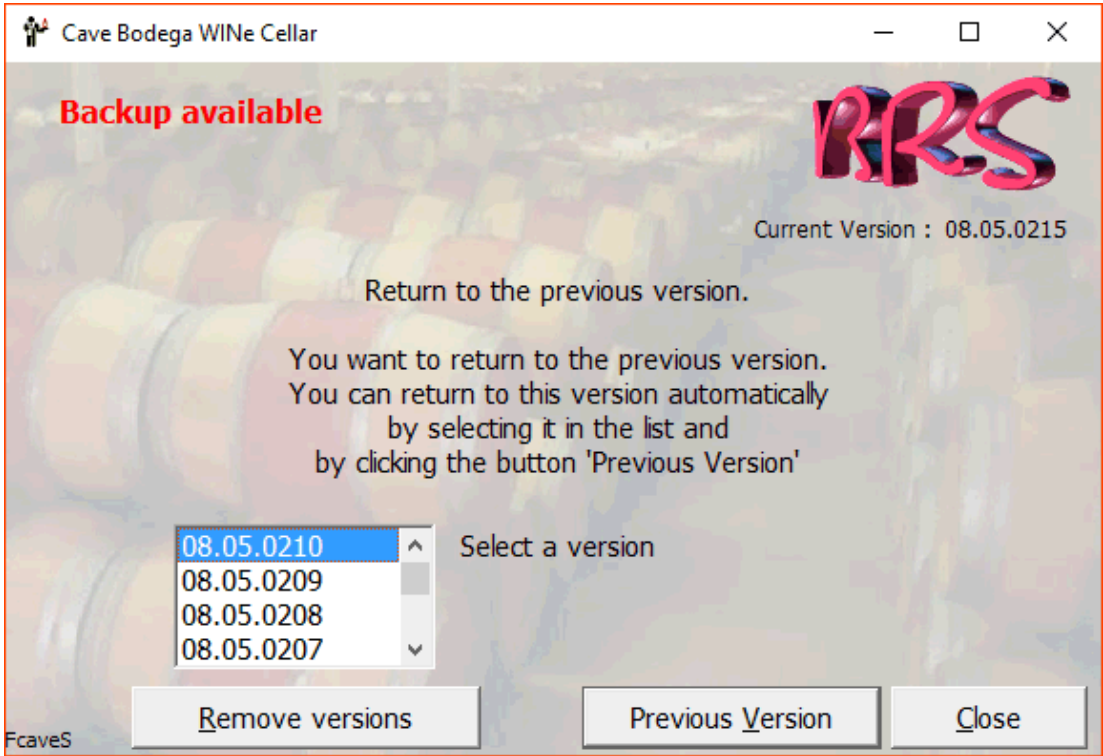 Cave Bodega WINe Cellar
Backup available
RRS
Current Version : 08.05.0215
Return to the previous version.
You want to return to the previous version.
You can return to this version automatically
by selecting it in the list and
by clicking the button 'Previous Version'
08.05.0210
Select a version
08.05.0209
08.05.0208
08.05.0207
Remove versions
Previous Version
Close
FcaveS